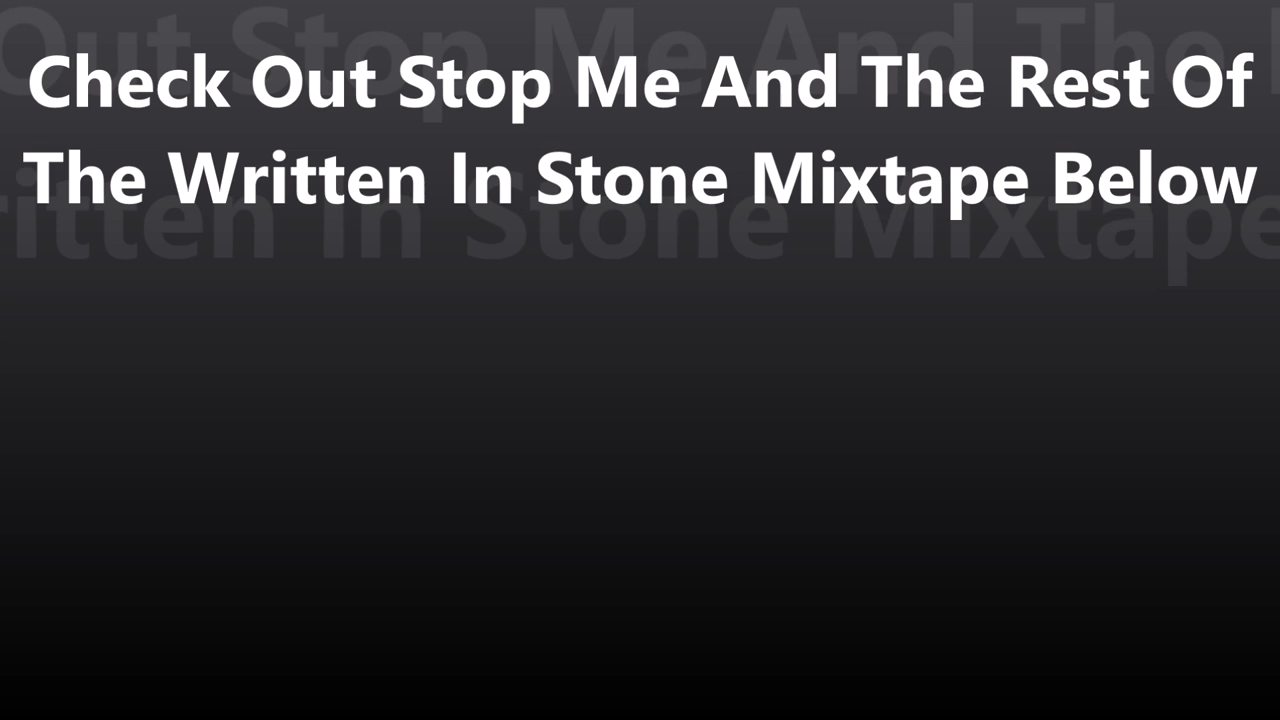 Check Out Stop Me And The Rest Of
The Written In Stone Mixtape Below